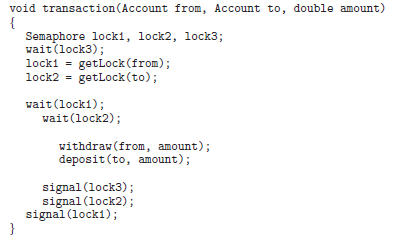 void transaction(Account from, Account to, double amount)
{
Semaphore lock1, lock2, lock3;
wait(lock3);
lock1 = getLock(from);
lock2 = getLock(to);
wait(lock1);
wait(lock2);
withdraw(from, amount);
deposit(to, amount);
signal(lock3);
signal(lock2);
signal(lock1);
}